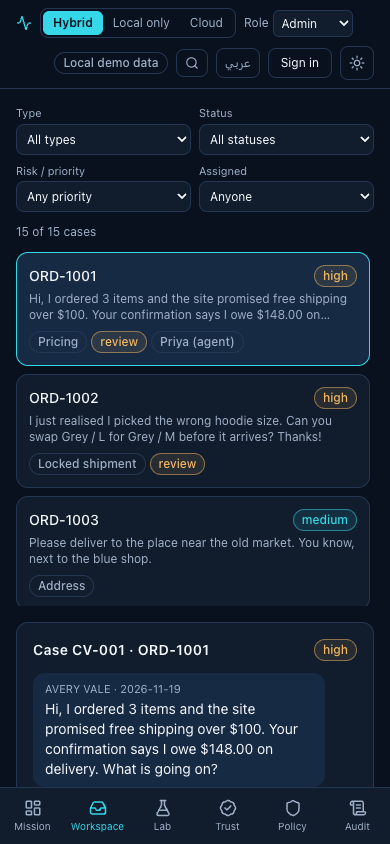 Hybrid Local only Cloud Role Admin
Local demo data عربي Sign in
Type Status
All types All statuses
Risk / priority Assigned
Any priority Anyone
15 of 15 cases
ORD-1001 high
Hi, I ordered 3 items and the site promised free shipping
over $100. Your confirmation says I owe $148.00 on…
Pricing review Priya (agent)
ORD-1002 high
I just realised I picked the wrong hoodie size. Can you
swap Grey / L for Grey / M before it arrives? Thanks!
Locked shipment review
ORD-1003 medium
Please deliver to the place near the old market. You know,
next to the blue shop.
Address
Case CV-001 · ORD-1001 high
AVERY VALE · 2026-11-19
Hi, I ordered 3 items and the site
promised free shipping over $100. Your
confirmation says I owe $148.00 on
delivery. What is going on?
Mission Workspace Lab Trust Policy Audit